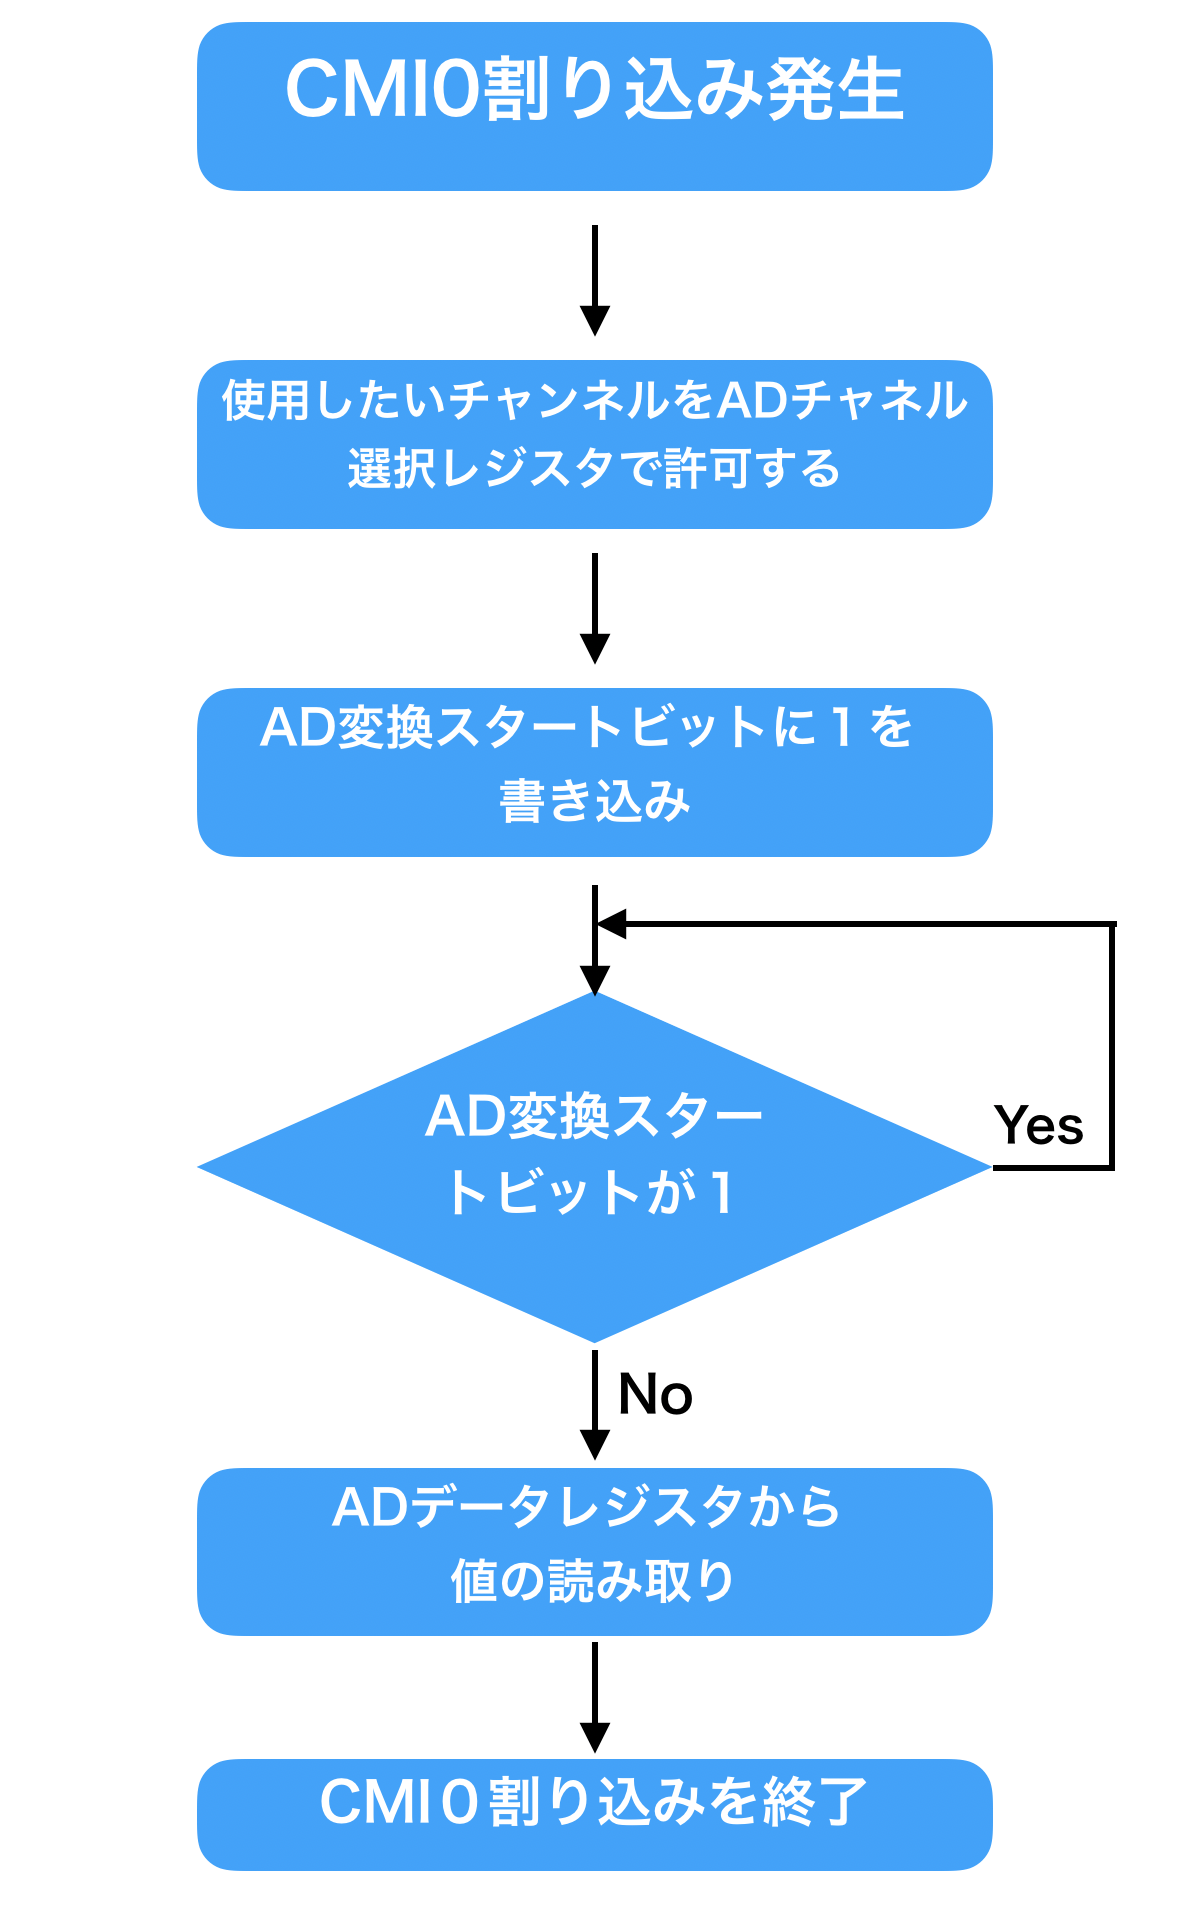 CMI0割り込み発生
使用したいチャンネルをADチャネル
選択レジスタで許可する
AD変換スタートビットに１を
書き込み
AD変換スター
トビットが１
Yes
No
ADデータレジスタから
値の読み取り
CMI０割り込みを終了